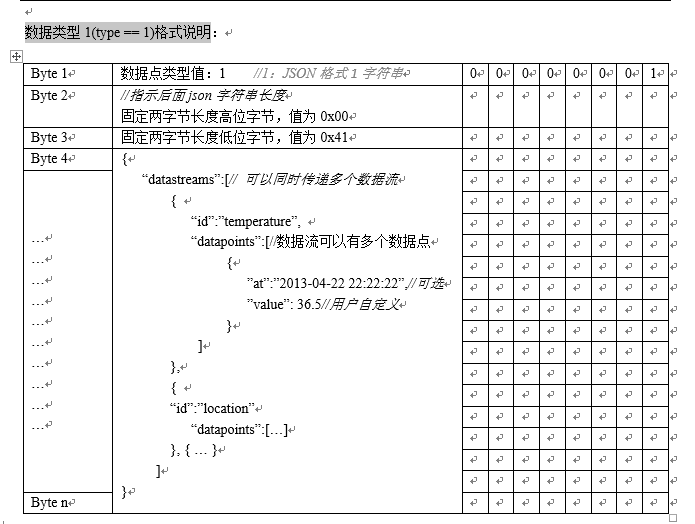 数据类型 1(type == 1)格式说明：
Byte 1 数据点类型值：1 //1：JSON 格式 1 字符串 0 0 0 0 0 0 0 1
Byte 2 //指示后面 json 字符串长度
固定两字节长度高位字节，值为 0x00
Byte 3 固定两字节长度低位字节，值为 0x41
Byte 4 {
“datastreams”:[// 可以同时传递多个数据流
{
“id”:”temperature”,
… “datapoints”:[//数据流可以有多个数据点
… {
… “at”:”2013-04-22 22:22:22”,//可选
… “value”: 36.5//用户自定义
… }
… ]
… },
… {
… “id”:”location”
… “datapoints”:[…]
}, { … }
]
}
Byte n